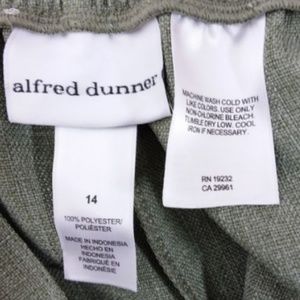 alfred dunner
14
100% POLYESTER/
POLIÉSTER
MADE IN INDONESIA
HECHO EN
INDONESIA
FABRIQUÉ EN
INDONÉSIE
MACHINE WASH COLD WITH
LIKE COLORS. USE ONLY
NON-CHLORINE BLEACH.
TUMBLE DRY LOW. COOL
IRON IF NECESSARY.
RN 19232
CA 29961